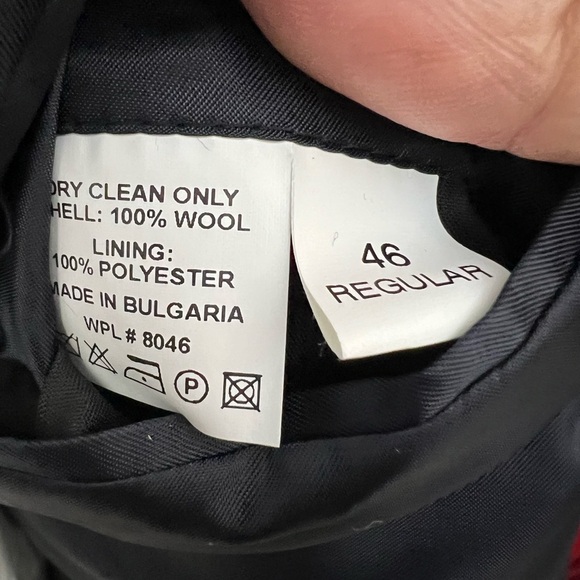 DRY CLEAN ONLY
SHELL: 100% WOOL
LINING:
100% POLYESTER
MADE IN BULGARIA
WPL # 8046
P
46
REGULAR